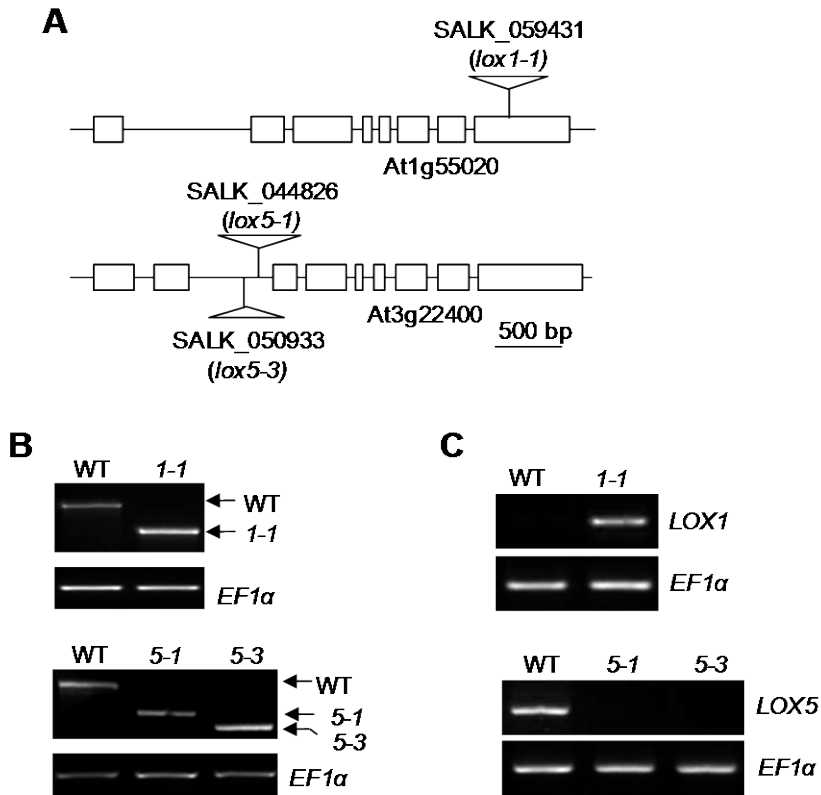 A
SALK_059431
(lox1-1)
At1g55020
SALK_044826
(lox5-1)
At3g22400
500 bp
SALK_050933
(lox5-3)
B
WT 1-1
WT
1-1
EF1α
WT 5-1 5-3
WT
5-1
5-3
EF1α
C
WT 1-1
LOX1
EF1α
WT 5-1 5-3
LOX5
EF1α